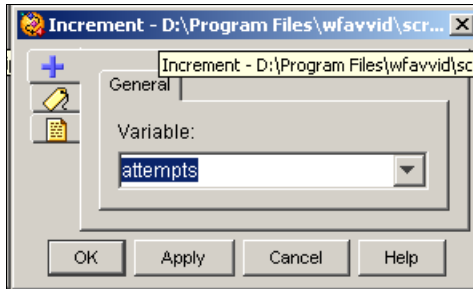 Increment - D:\Program Files\wfavvid\scr...
Increment - D:\Program Files\wfavvid\sc
General
Variable:
attempts
OK Apply Cancel Help